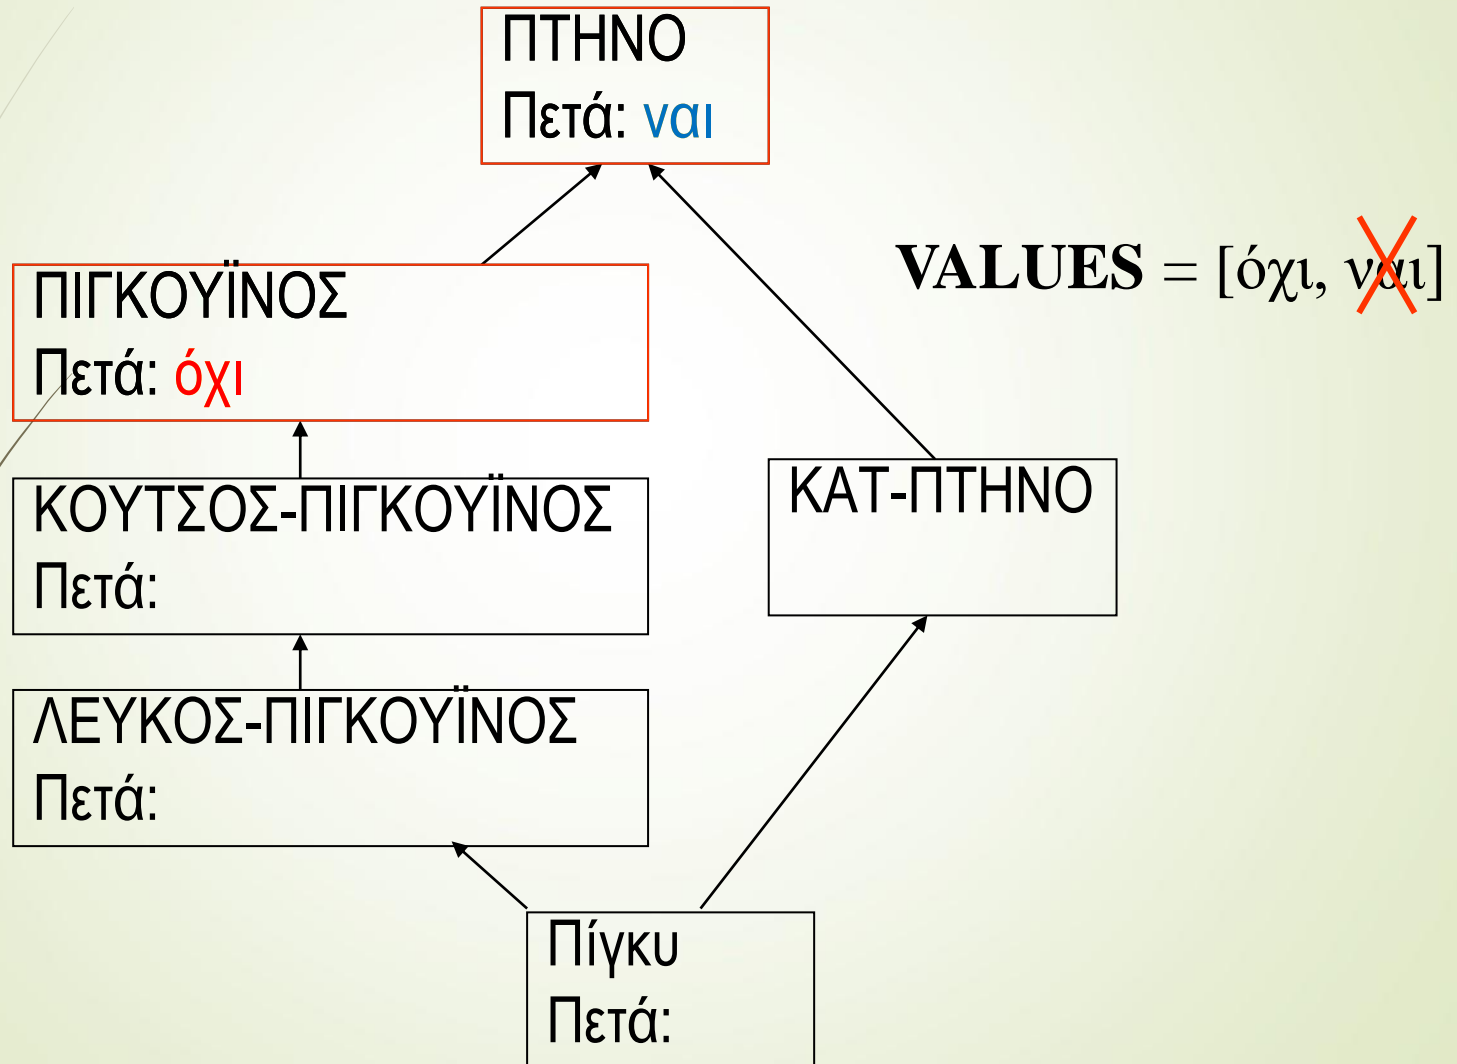 ΠΤΗΝΟ
Πετά: ναι
VALUES = [όχι, ναι]
ΠΙΓΚΟΥΪΝΟΣ
Πετά: όχι
ΚΟΥΤΣΟΣ-ΠΙΓΚΟΥΪΝΟΣ
Πετά:
ΚΑΤ-ΠΤΗΝΟ
ΛΕΥΚΟΣ-ΠΙΓΚΟΥΪΝΟΣ
Πετά:
Πίγκυ
Πετά: